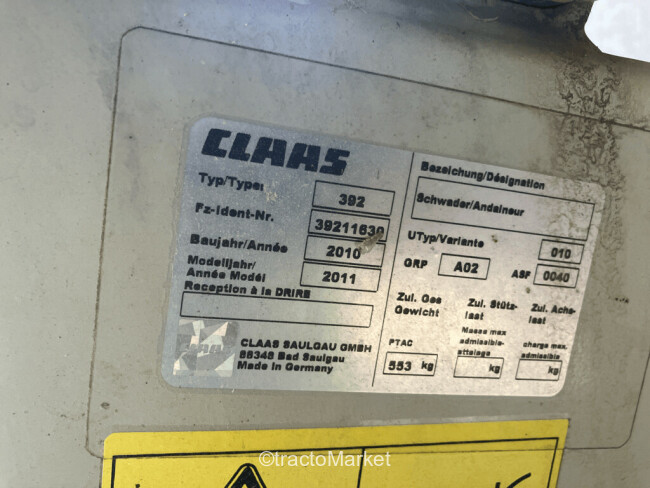 CLAAS
Typ/Type: 392
Fz-Ident-Nr. 39211639
Baujahr/Année 2010
Modelljahr/
Année Modél 2011
Reception à la DRIRE
CLAAS SAULGAU GMBH
88348 Bad Saulgau
Made in Germany
Bezeichung/Désignation
Schwader/Andaineur
UTyp/Variante 010
GRP A02 ASF 0040
Zul. Ges Zul. Stütz- Zul. Achs-
Gewicht last last
PTAC Masse max charge max.
admissible- admissible
attelage
553 kg kg kg
©tractoMarket